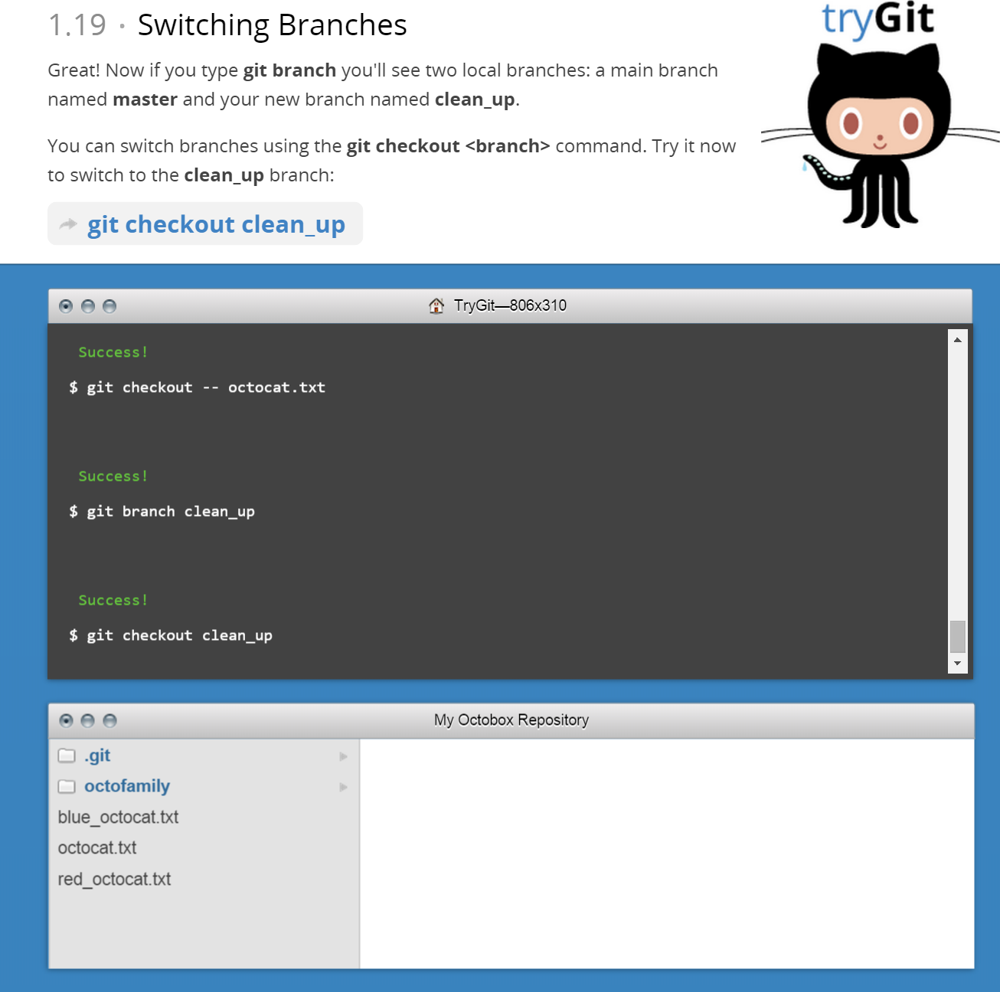 1.19 · Switching Branches
tryGit
Great! Now if you type git branch you'll see two local branches: a main branch
named master and your new branch named clean_up.
You can switch branches using the git checkout <branch> command. Try it now
to switch to the clean_up branch:
git checkout clean_up
TryGit—806x310
Success!
$ git checkout -- octocat.txt
Success!
$ git branch clean_up
Success!
$ git checkout clean_up
My Octobox Repository
.git
octofamily
blue_octocat.txt
octocat.txt
red_octocat.txt